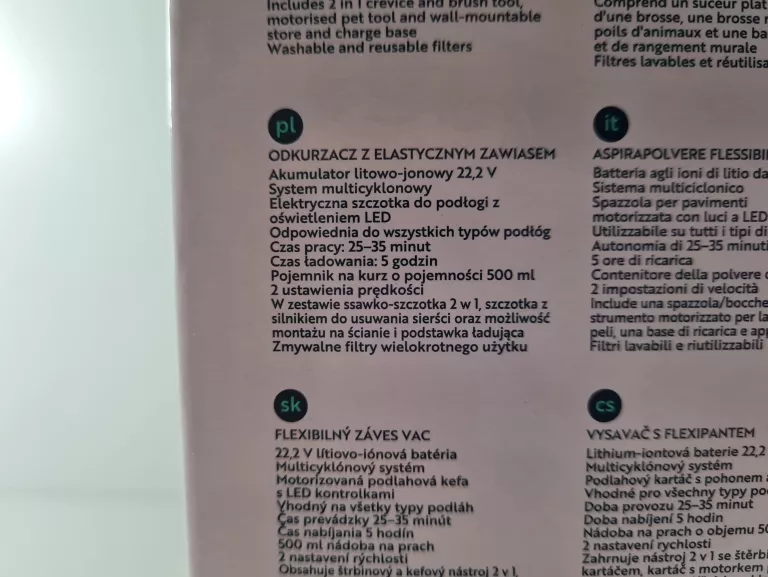 Includes 2 in 1 crevice and brush tool,
motorised pet tool and wall-mountable
store and charge base
Washable and reusable filters
Comprend un suceur plat
d'une brosse, une brosse
poils d'animaux et une
et de rangement murale
Filtres lavables et
pl
ODKURZACZ Z ELASTYCZNYM ZAWIASEM
Akumulator litowo-jonowy 22,2 V
System multicyklonowy
Elektryczna szczotka do podłogi z
oświetleniem LED
Odpowiednia do wszystkich typów podłóg
Czas pracy: 25–35 minut
Czas ładowania: 5 godzin
Pojemnik na kurz o pojemności 500 ml
2 ustawienia prędkości
W zestawie ssawko-szczotka 2 w 1, szczotka z
silnikiem do usuwania sierści oraz możliwość
montażu na ścianie i podstawka ładująca
Zmywalne filtry wielokrotnego użytku
it
ASPIRAPOLVERE
Batteria agli ioni di litio da
Sistema multiciclonico
Spazzola per pavimenti
motorizzata con luci a LED
Utilizzabile su tutti i tipi di
Autonomia di 25–35 minuti
5 ore di ricarica
Contenitore della polvere
2 impostazioni di velocità
Include una
strumento motorizzato per la
peli, una base di ricarica e
Filtri lavabili e riutilizzabili
sk
FLEXIBILNÝ ZÁVES VAC
22,2 V lítiovo-iónová batéria
Multicyklónový systém
Motorizovaná podlahová kefa
s LED kontrolkami
Vhodný na všetky typy podláh
Čas prevádzky 25–35 minút
Čas nabíjania 5 hodín
500 ml nádoba na prach
2 nastavení rýchlosti
Obsahuje štrbinový a kefový nástroj 2 v 1,
cs
VYSAVAČ S FLEXIPANTEM
Lithium-iontová baterie 22,2
Multicyklónový systém
Podlahový kartáč s pohonem a
Vhodné pro všechny typy
Doba provozu 25–35 minut
Doba nabíjení 5 hodin
Nádoba na prach o objemu
2 nastavení rychlosti
Zahrnuje nástroj 2 v 1 se
kartáčem, kartáč s motorkem